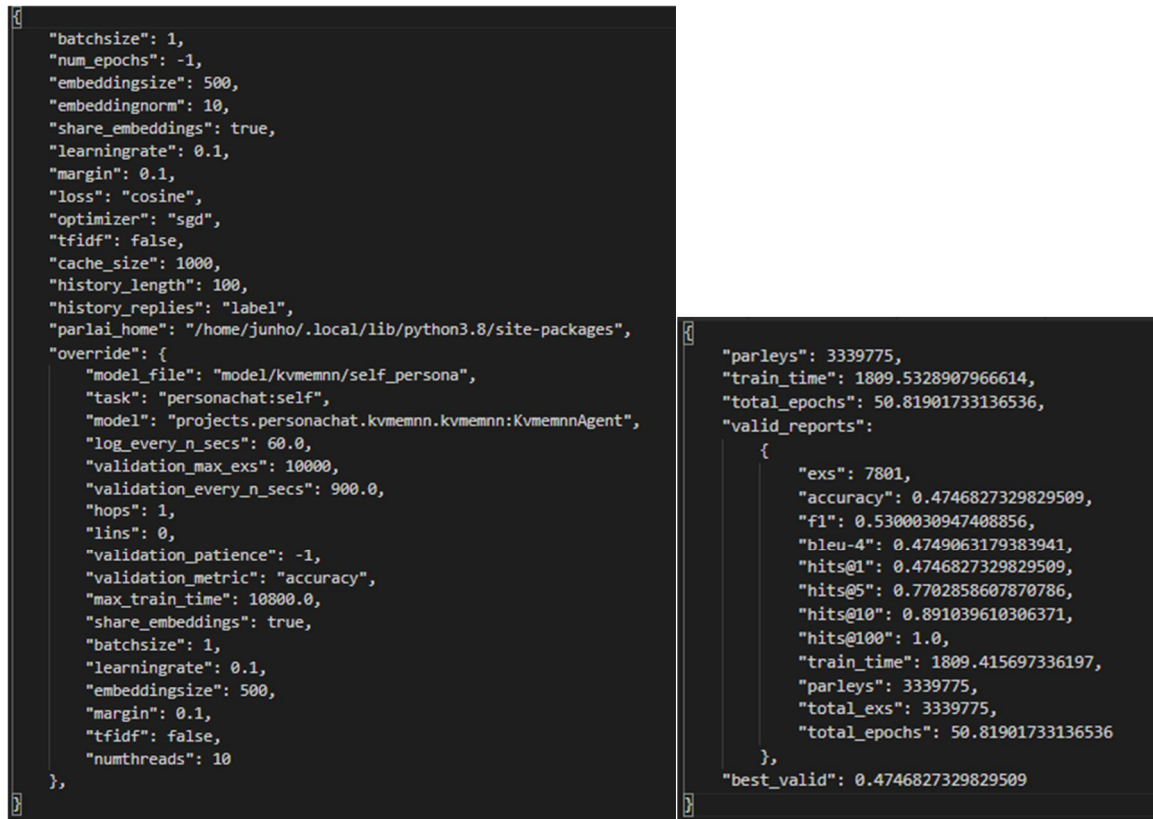 {
"batchsize": 1,
"num_epochs": -1,
"embeddingsize": 500,
"embeddingnorm": 10,
"share_embeddings": true,
"learningrate": 0.1,
"margin": 0.1,
"loss": "cosine",
"optimizer": "sgd",
"tfidf": false,
"cache_size": 1000,
"history_length": 100,
"history_replies": "label",
"parlai_home": "/home/junho/.local/lib/python3.8/site-packages",
"override": {
"model_file": "model/kvmemnn/self_persona",
"task": "personachat:self",
"model": "projects.personachat.kvmemnn.kvmemnn:KvmemnnAgent",
"log_every_n_secs": 60.0,
"validation_max_exs": 10000,
"validation_every_n_secs": 900.0,
"hops": 1,
"lins": 0,
"validation_patience": -1,
"validation_metric": "accuracy",
"max_train_time": 10800.0,
"share_embeddings": true,
"batchsize": 1,
"learningrate": 0.1,
"embeddingsize": 500,
"margin": 0.1,
"tfidf": false,
"numthreads": 10
},
}
{
"parleys": 3339775,
"train_time": 1809.5328907966614,
"total_epochs": 50.81901733136536,
"valid_reports":
{
"exs": 7801,
"accuracy": 0.4746827329829509,
"f1": 0.5300030947408856,
"bleu-4": 0.4749063179383941,
"hits@1": 0.4746827329829509,
"hits@5": 0.7702858607870786,
"hits@10": 0.891039610306371,
"hits@100": 1.0,
"train_time": 1809.415697336197,
"parleys": 3339775,
"total_exs": 3339775,
"total_epochs": 50.81901733136536
},
"best_valid": 0.4746827329829509
}